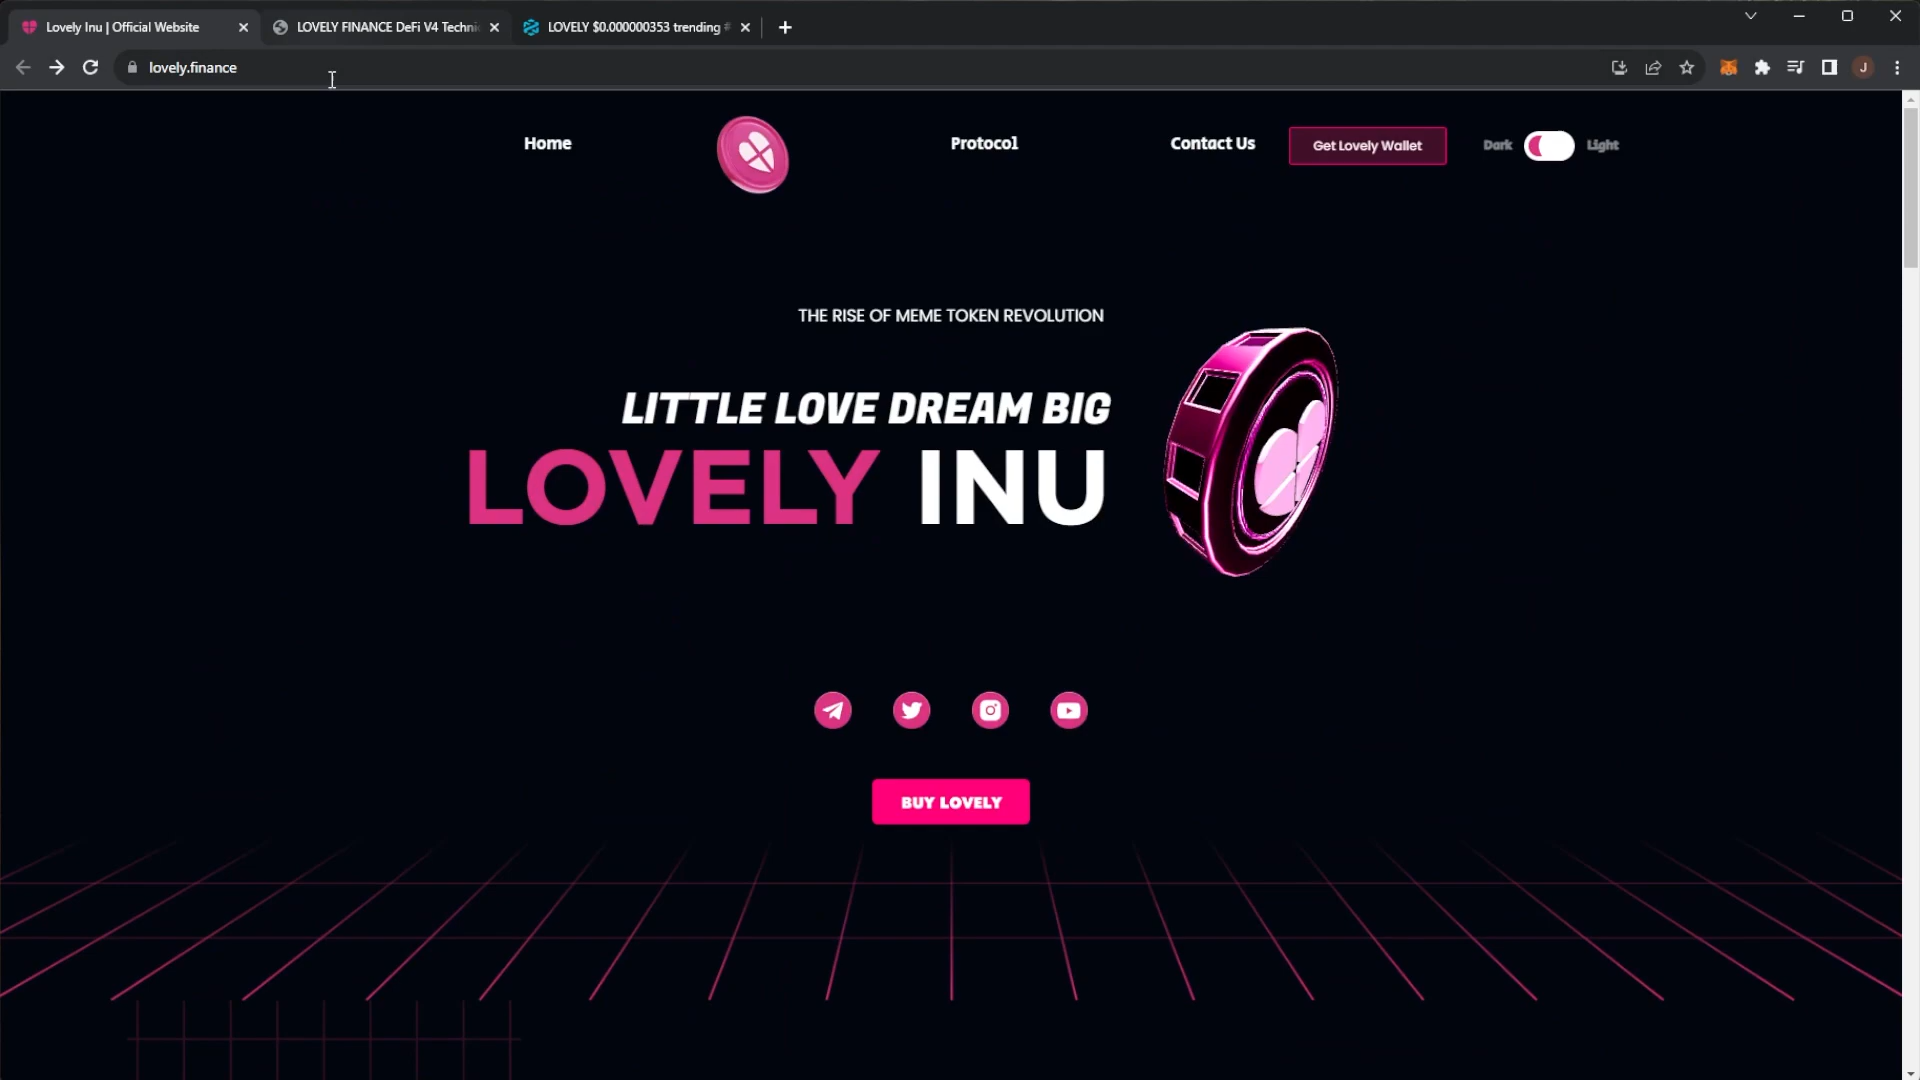 Lovely Inu | Official Website
LOVELY FINANCE DeFi V4 Techni
LOVELY $0.000000353 trending #
lovely.finance
J
Home
Protocol
Contact Us
Get Lovely Wallet
Dark
Light
THE RISE OF MEME TOKEN REVOLUTION
LITTLE LOVE DREAM BIG
LOVELY INU
BUY LOVELY